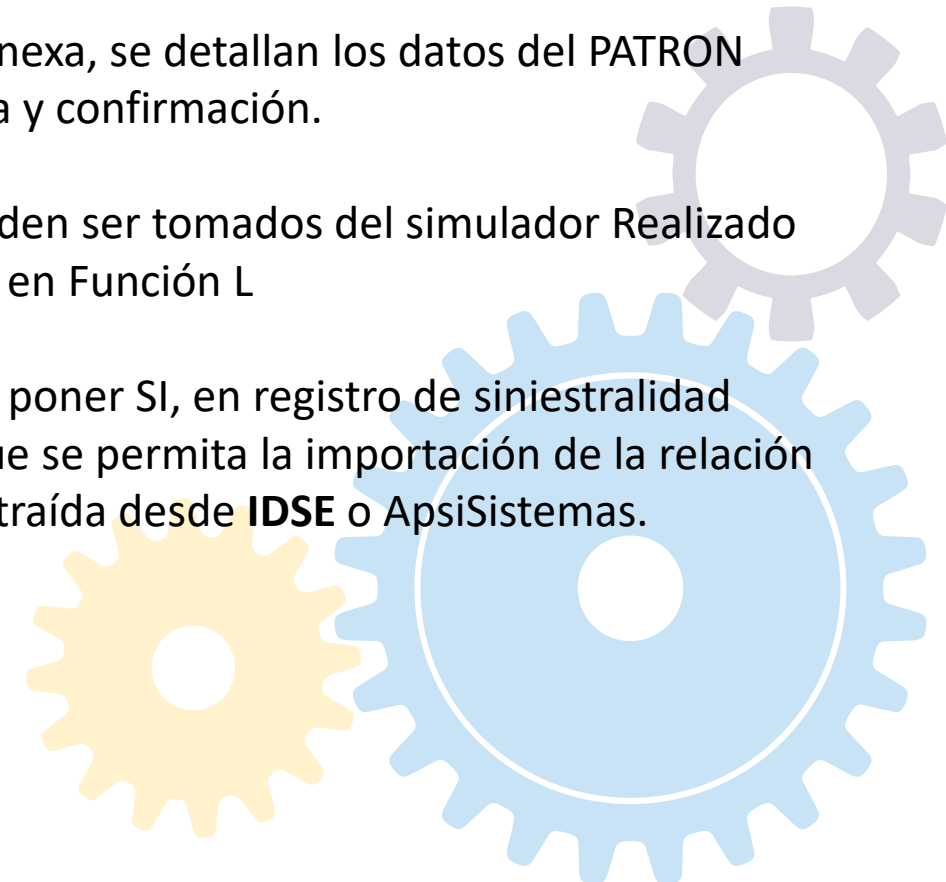 nexa, se detallan los datos del PATRON
a y confirmación.
den ser tomados del simulador Realizado
en Función L
poner SI, en registro de siniestralidad
ue se permita la importación de la relación
traída desde IDSE o ApsiSistemas.